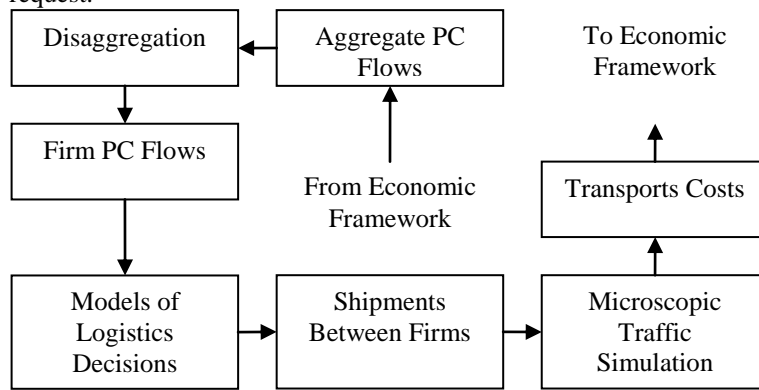 request.
Disaggregation
Aggregate PC
Flows
To Economic
Framework
Firm PC Flows
From Economic
Framework
Transports Costs
Models of
Logistics
Decisions
Shipments
Between Firms
Microscopic
Traffic
Simulation